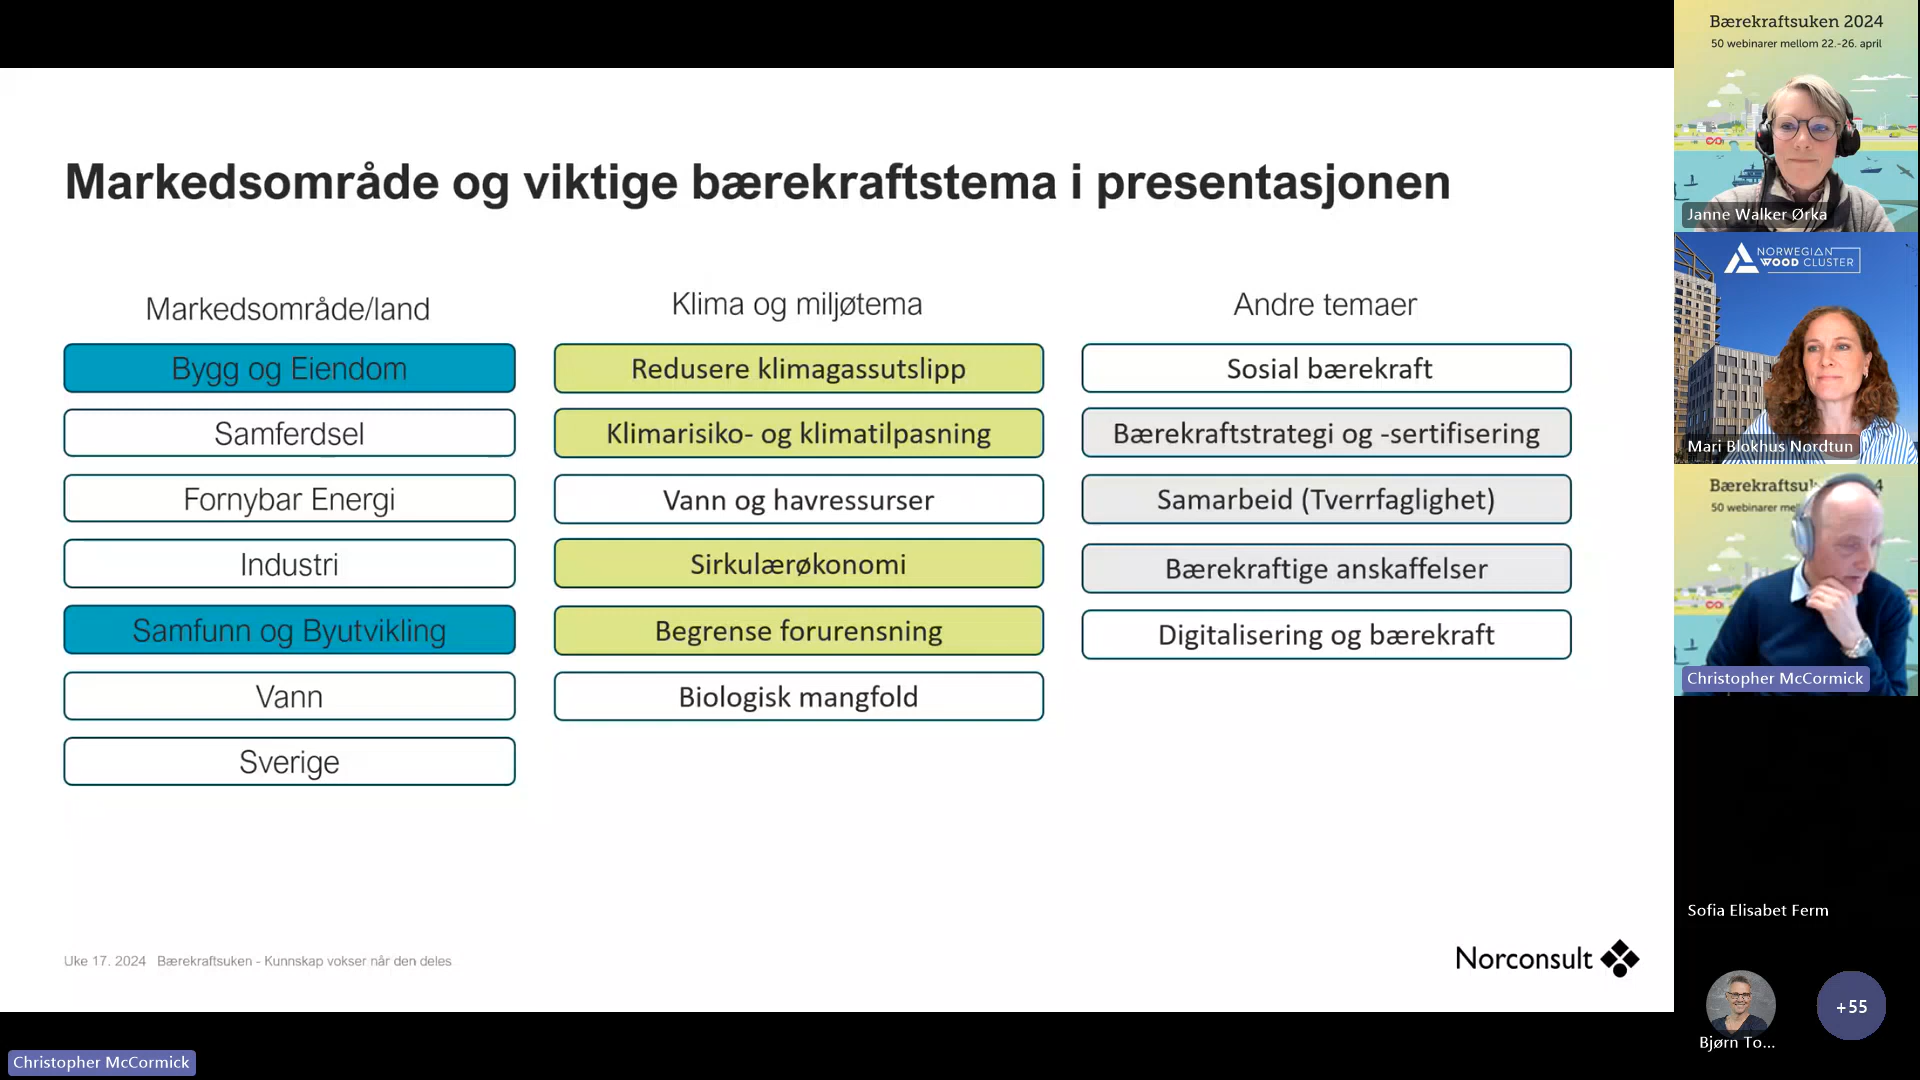 Markedsområde og viktige bærekraftstema i presentasjonen
Markedsområde/land
Bygg og Eiendom
Samferdsel
Fornybar Energi
Industri
Samfunn og Byutvikling
Vann
Sverige
Klima og miljøtema
Redusere klimagassutslipp
Klimarisiko- og klimatilpasning
Vann og havressurser
Sirkulærøkonomi
Begrense forurensning
Biologisk mangfold
Andre temaer
Sosial bærekraft
Bærekraftstrategi og -sertifisering
Samarbeid (Tverrfaglighet)
Bærekraftige anskaffelser
Digitalisering og bærekraft
Uke 17. 2024 Bærekraftsuken - Kunnskap vokser når den deles
Norconsult
Christopher McCormick
Bærekraftsuken 2024
50 webinarer mellom 22.-26. april
Janne Walker Ørka
NORWEGIAN
WOOD CLUSTER
Mari Blokhus Nordtun
Bærekraftsu 4
50 webinarer me
Christopher McCormick
Sofia Elisabet Ferm
Bjørn To...
+55